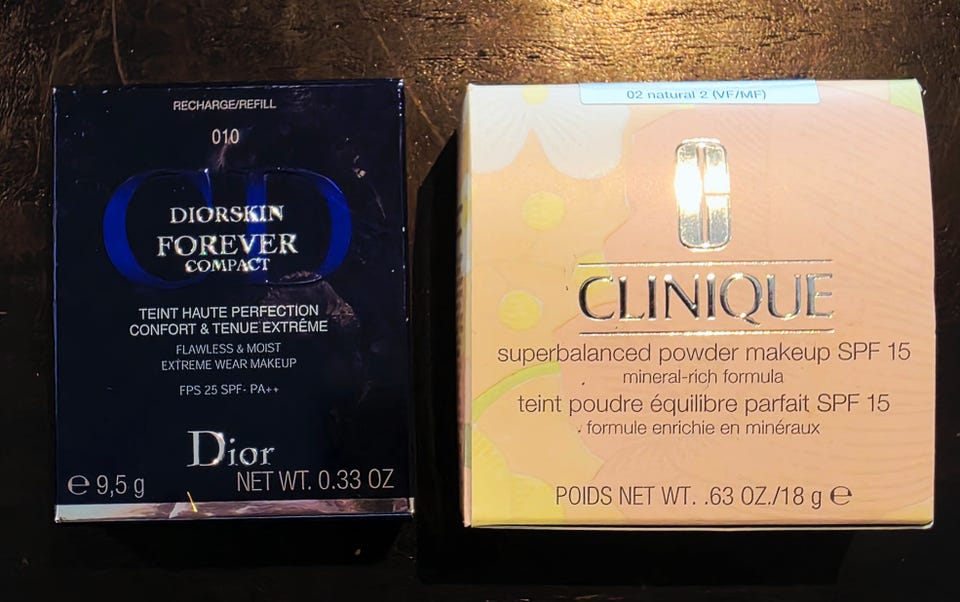 RECHARGE/REFILL
010
CD
DIORSKIN
FOREVER
COMPACT
TEINT HAUTE PERFECTION
CONFORT & TENUE EXTRÊME
FLAWLESS & MOIST
EXTREME WEAR MAKEUP
FPS 25 SPF- PA++
Dior
℮ 9,5 g NET WT. 0.33 OZ
02 natural 2 (VF/MF)
CLINIQUE
superbalanced powder makeup SPF 15
mineral-rich formula
teint poudre équilibre parfait SPF 15
formule enrichie en minéraux
POIDS NET WT. .63 OZ./18 g ℮